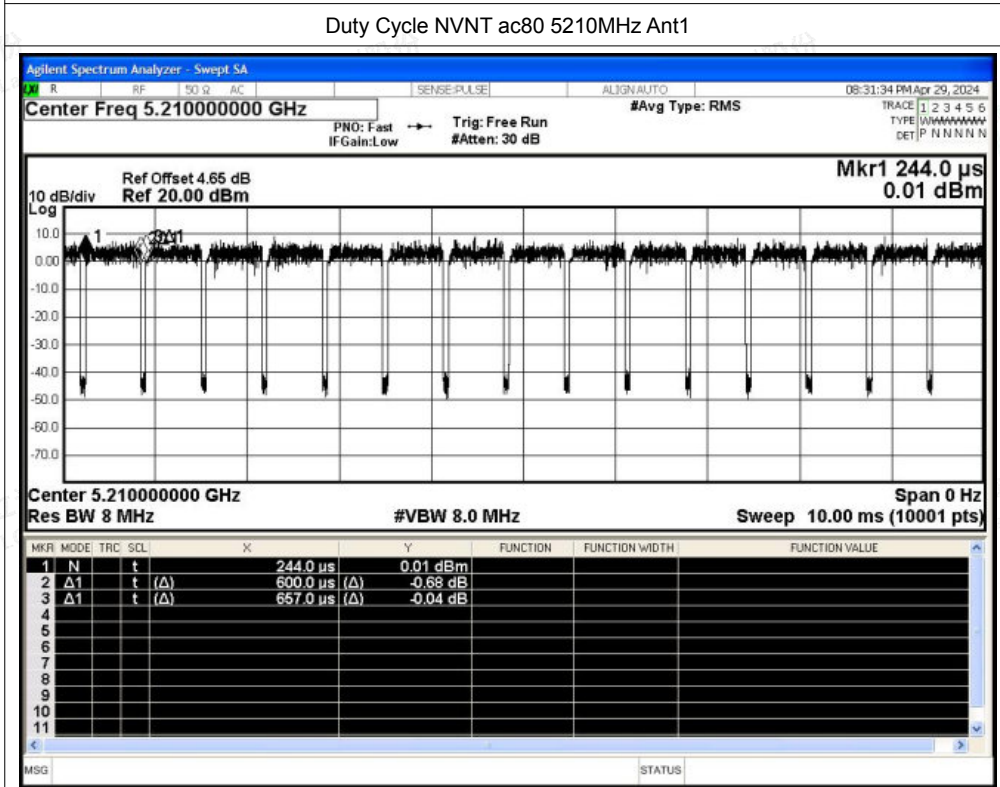 Duty Cycle NVNT ac80 5210MHz Ant1
Agilent Spectrum Analyzer - Swept SA
R RF 50 Ω AC SENSE:PULSE ALIGN AUTO 08:31:34 PM Apr 29, 2024
Center Freq 5.210000000 GHz #Avg Type: RMS TRACE 1 2 3 4 5 6
PNO: Fast Trig: Free Run TYPE W
IFGain:Low #Atten: 30 dB DET P N N N N N
Mkr1 244.0 µs
Ref Offset 4.65 dB
10 dB/div Ref 20.00 dBm 0.01 dBm
Log
10.0
1
0.00
-10.0
-20.0
-30.0
-40.0
-50.0
-60.0
-70.0
Center 5.210000000 GHz Span 0 Hz
Res BW 8 MHz #VBW 8.0 MHz Sweep 10.00 ms (10001 pts)
MKR MODE TRC SCL X Y FUNCTION FUNCTION WIDTH FUNCTION VALUE
1 N t 244.0 µs 0.01 dBm
2 Δ1 t (Δ) 600.0 µs (Δ) -0.68 dB
3 Δ1 t (Δ) 657.0 µs (Δ) -0.04 dB
4
5
6
7
8
9
10
11
MSG STATUS